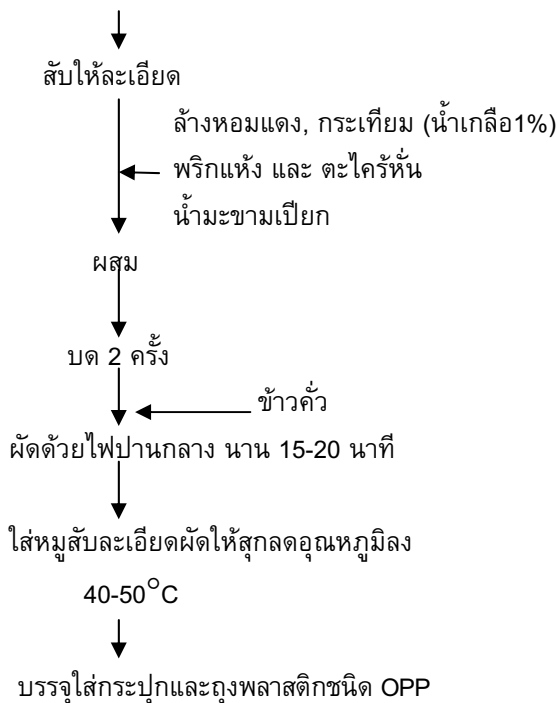 สับให้ละเอียด
ล้างหอมแดง, กระเทียม (น้ำเกลือ1%)
พริกแห้ง และ ตะไคร้หั่น
น้ำมะขามเปียก
ผสม
บด 2 ครั้ง
ข้าวคั่ว
ผัดด้วยไฟปานกลาง นาน 15-20 นาที
ใส่หมูสับละเอียดผัดให้สุกลดอุณหภูมิลง
40-50°C
บรรจุใส่กระปุกและถุงพลาสติกชนิด OPP